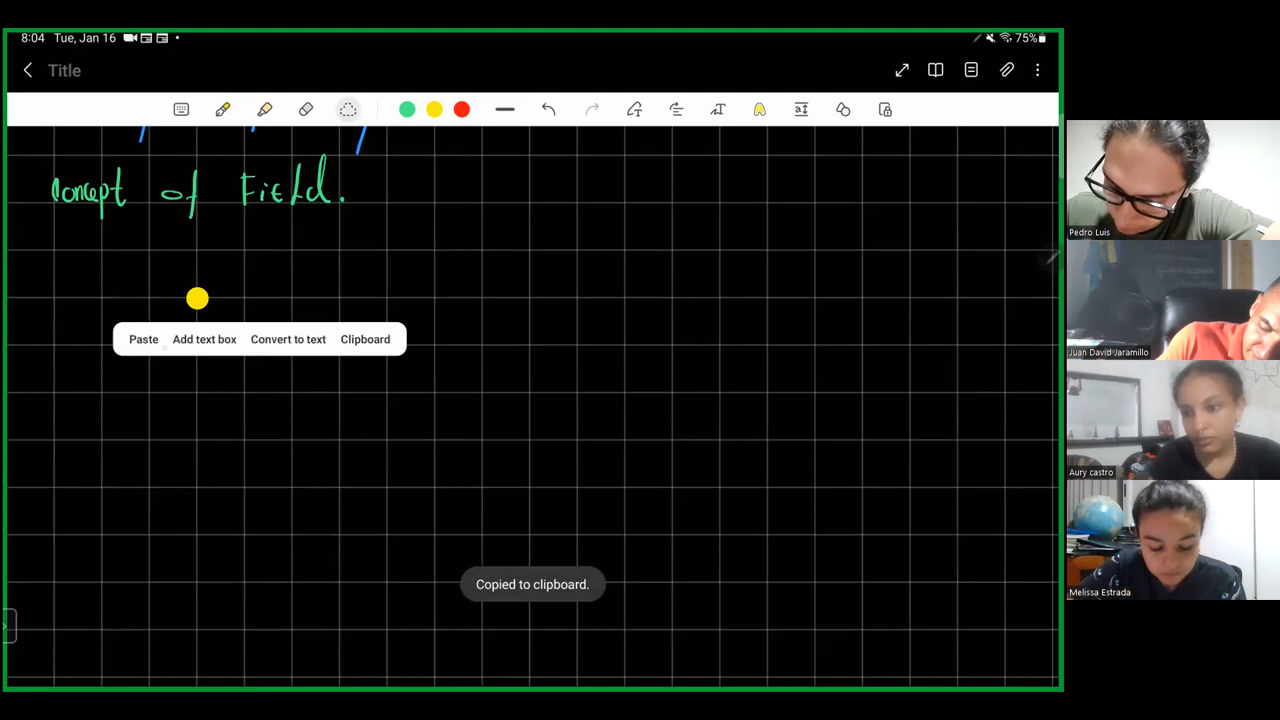 8:04 Tue, Jan 16
75%
Title
Concept of Field.
Paste Add text box Convert to text Clipboard
Copied to clipboard.
Pedro Luis
Juan David Jaramillo
Aury castro
Melissa Estrada